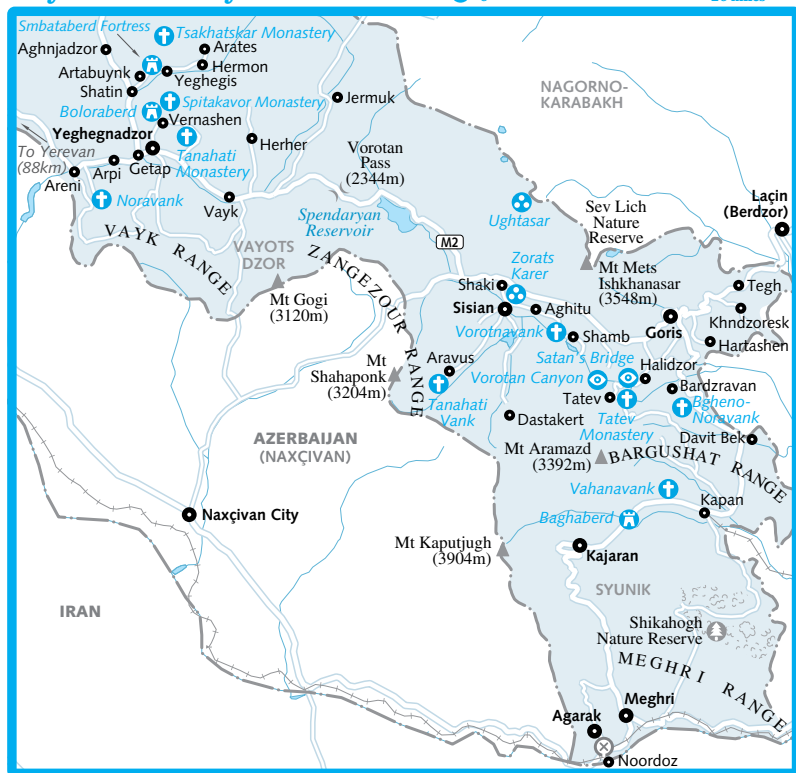 Smbataberd Fortress
Tsakhatskar Monastery
Aghnjadzor
Arates
Hermon
Artabuynk
Yeghegis
Shatin
Spitakavor Monastery
Jermuk
Boloraberd
Vernashen
Yeghegnadzor
Herher
To Yerevan
(88km)
Tanahati
Monastery
Getap
Arpi
Areni
Noravank
Vayk
Vorotan
Pass
(2344m)
Spendaryan
Reservoir
NAGORNO-
KARABAKH
VAYK RANGE
VAYOTS
DZOR
Mt Gogi
(3120m)
ZANGEZOUR RANGE
M2
Ughtasar
Sev Lich
Nature
Reserve
Laçin
(Berdzor)
Zorats
Karer
Mt Mets
Ishkhanasar
(3548m)
Shaki
Sisian
Aghitu
Tegh
Goris
Khndzoresk
Hartashen
Vorotnavank
Shamb
Satan's Bridge
Halidzor
Vorotan Canyon
Bardzravan
Mt
Shahaponk
(3204m)
Aravus
Tanahati
Vank
Tatev
Tatev
Monastery
Bgheno-
Noravank
Dastakert
Davit Bek
Mt Aramazd
(3392m)
BARGUSHAT RANGE
AZERBAIJAN
(NAXÇIVAN)
Vahanavank
Kapan
Naxçivan City
Baghaberd
Mt Kaputjugh
(3904m)
Kajaran
SYUNIK
IRAN
Shikahogh
Nature Reserve
MEGHRI RANGE
Meghri
Agarak
Noordoz